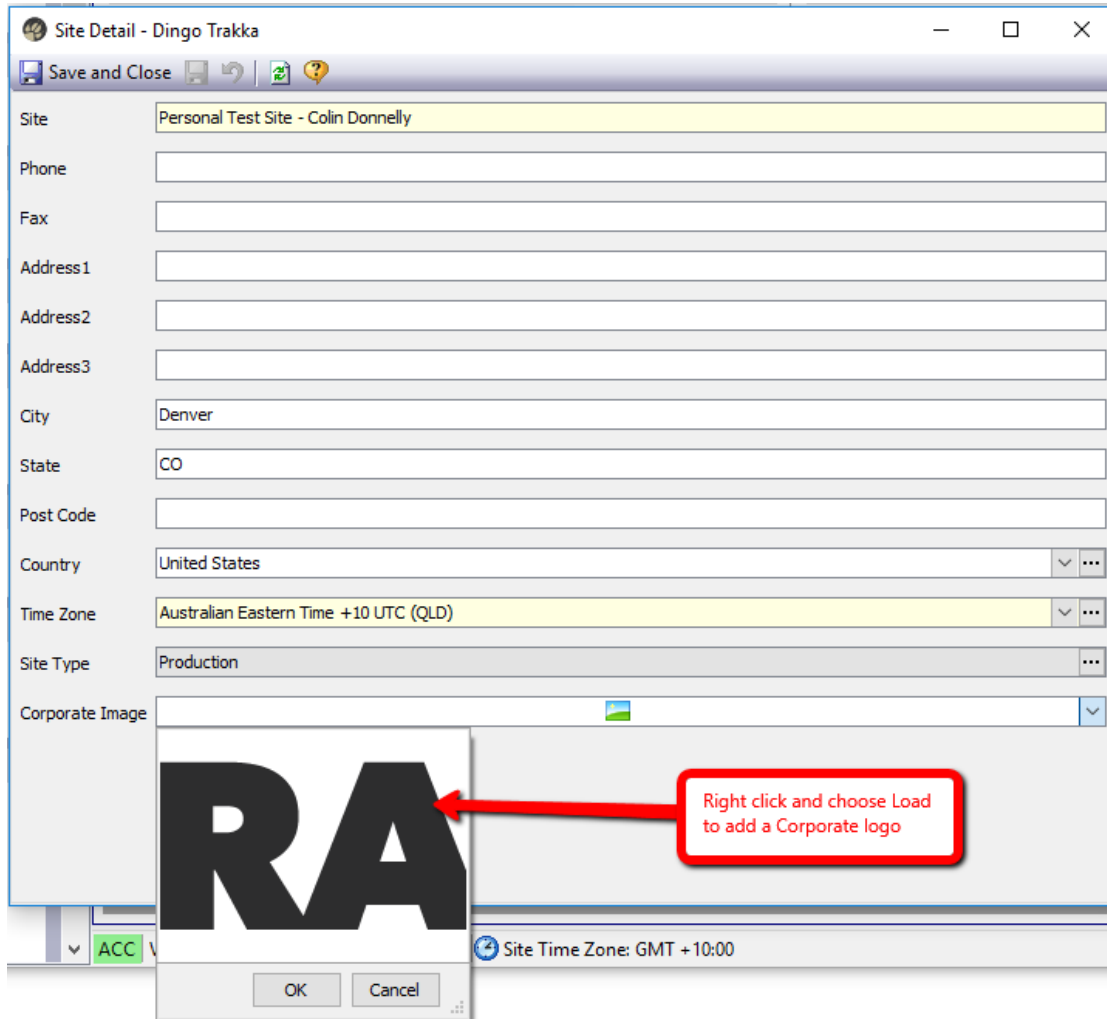 Site Detail - Dingo Trakka
Save and Close
Site Personal Test Site - Colin Donnelly
Phone
Fax
Address1
Address2
Address3
City Denver
State CO
Post Code
Country United States
Time Zone Australian Eastern Time +10 UTC (QLD)
Site Type Production
Corporate Image
RA
Right click and choose Load
to add a Corporate logo
ACC Site Time Zone: GMT +10:00
OK Cancel